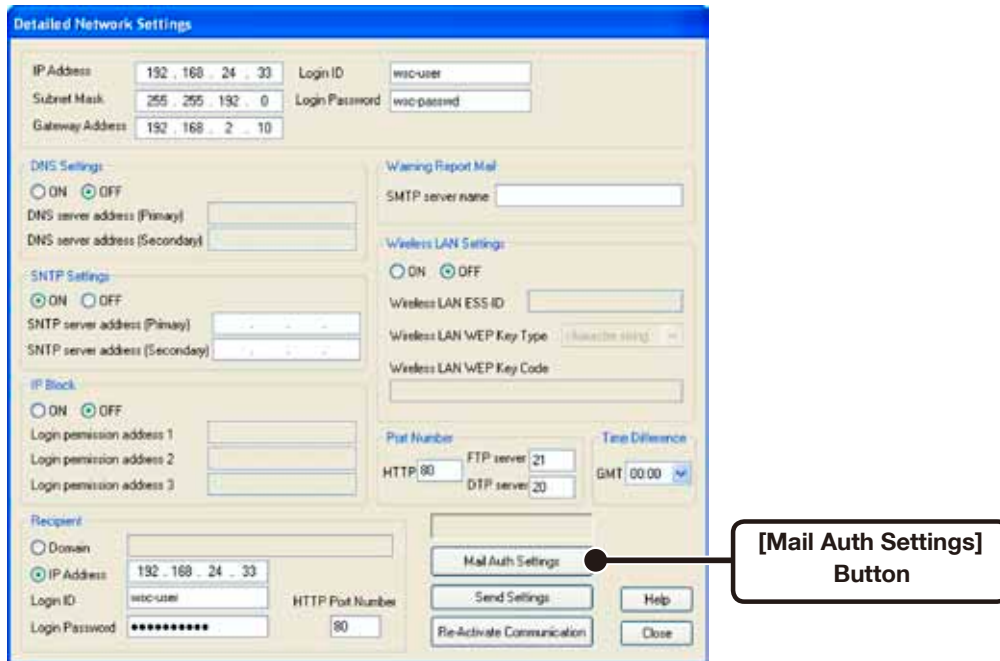 Detailed Network Settings
IP Address 192 . 168 . 24 . 33 Login ID wsc-user
Subnet Mask 255 . 255 . 192 . 0 Login Password wsc-passwd
Gateway Address 192 . 168 . 2 . 10
DNS Settings
ON OFF
DNS server address (Primary)
DNS server address (Secondary)
Warning Report Mail
SMTP server name
SNTP Settings
ON OFF
SNTP server address (Primary)
SNTP server address (Secondary)
Wireless LAN Settings
ON OFF
Wireless LAN ESS-ID
Wireless LAN WEP Key Type character string
Wireless LAN WEP Key Code
IP Block
ON OFF
Login permission address 1
Login permission address 2
Login permission address 3
Port Number
HTTP 80
FTP server 21
DTP server 20
Time Difference
GMT 00:00
Recipient
Domain
IP Address 192 . 168 . 24 . 33
Login ID wsc-user
Login Password ●●●●●●●●●●
HTTP Port Number
80
Mail Auth Settings
Send Settings
Re-Activate Communication
Help
Close
[Mail Auth Settings]
Button